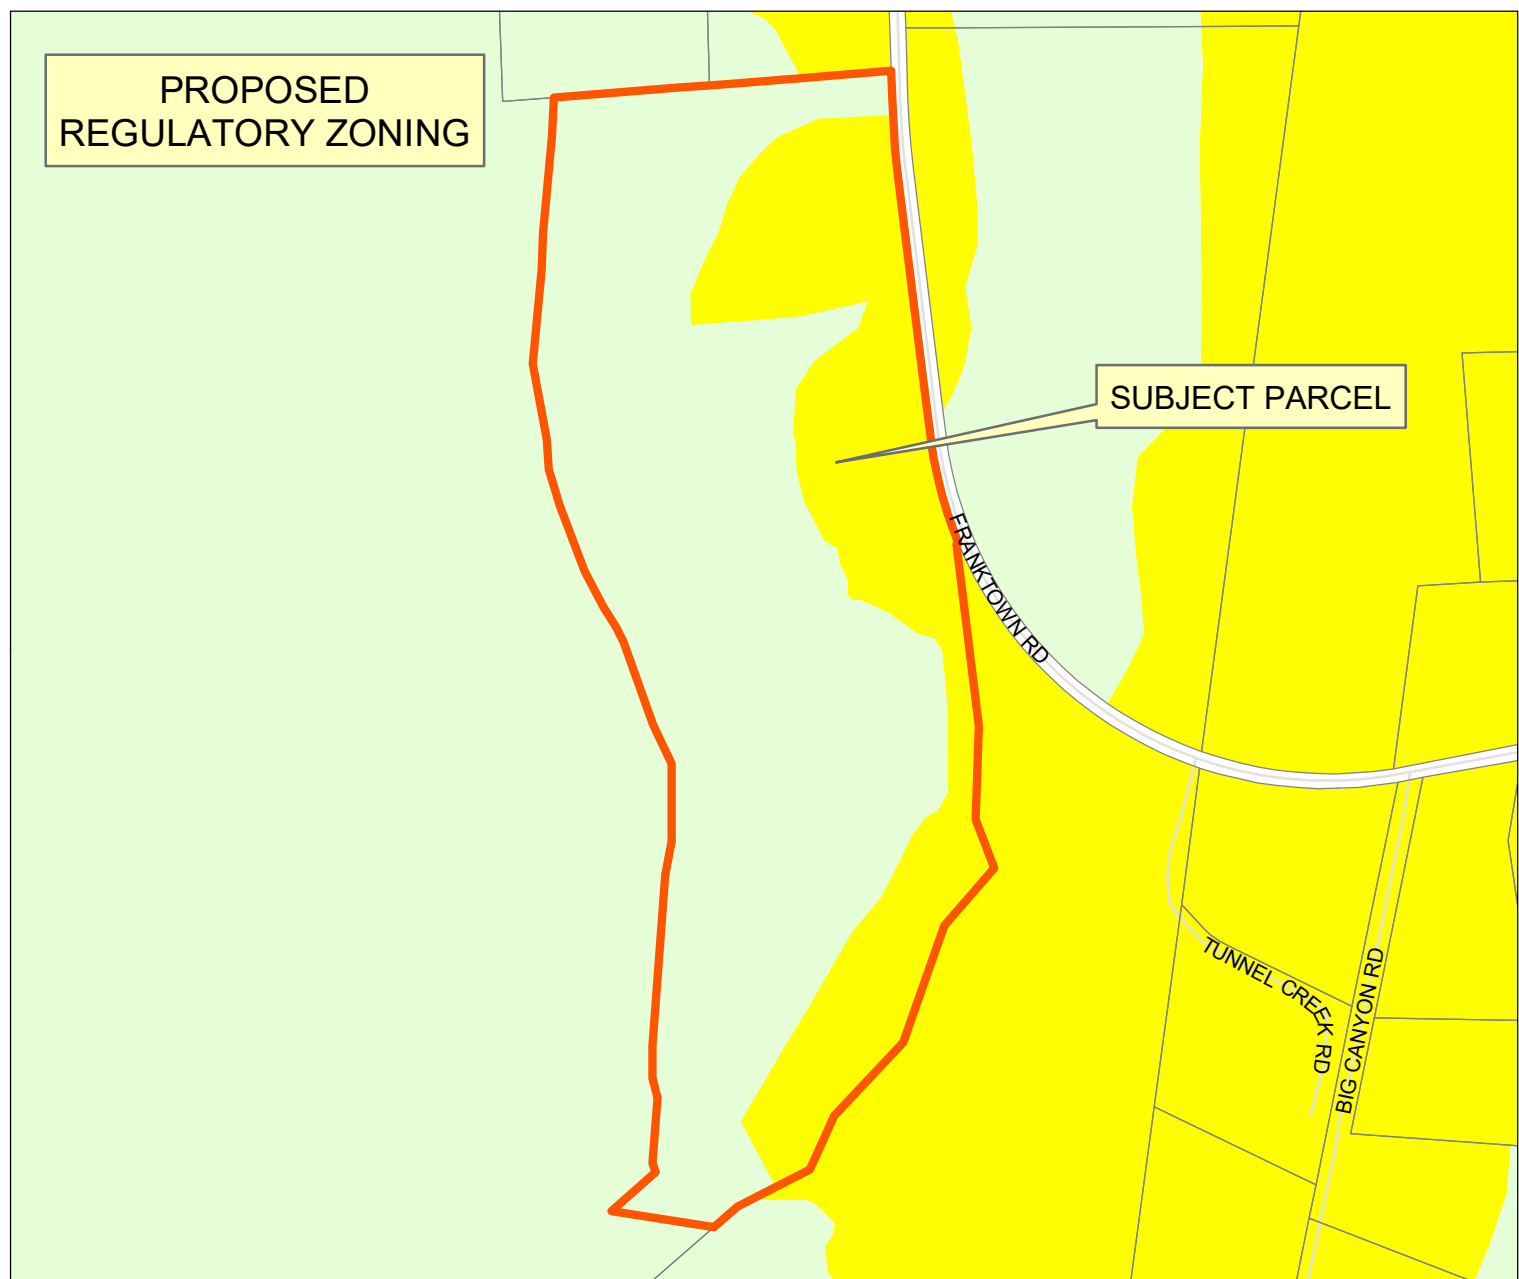 PROPOSED
REGULATORY ZONING
SUBJECT PARCEL
FRANKTOWN RD
TUNNEL CREEK RD
BIG CANYON RD